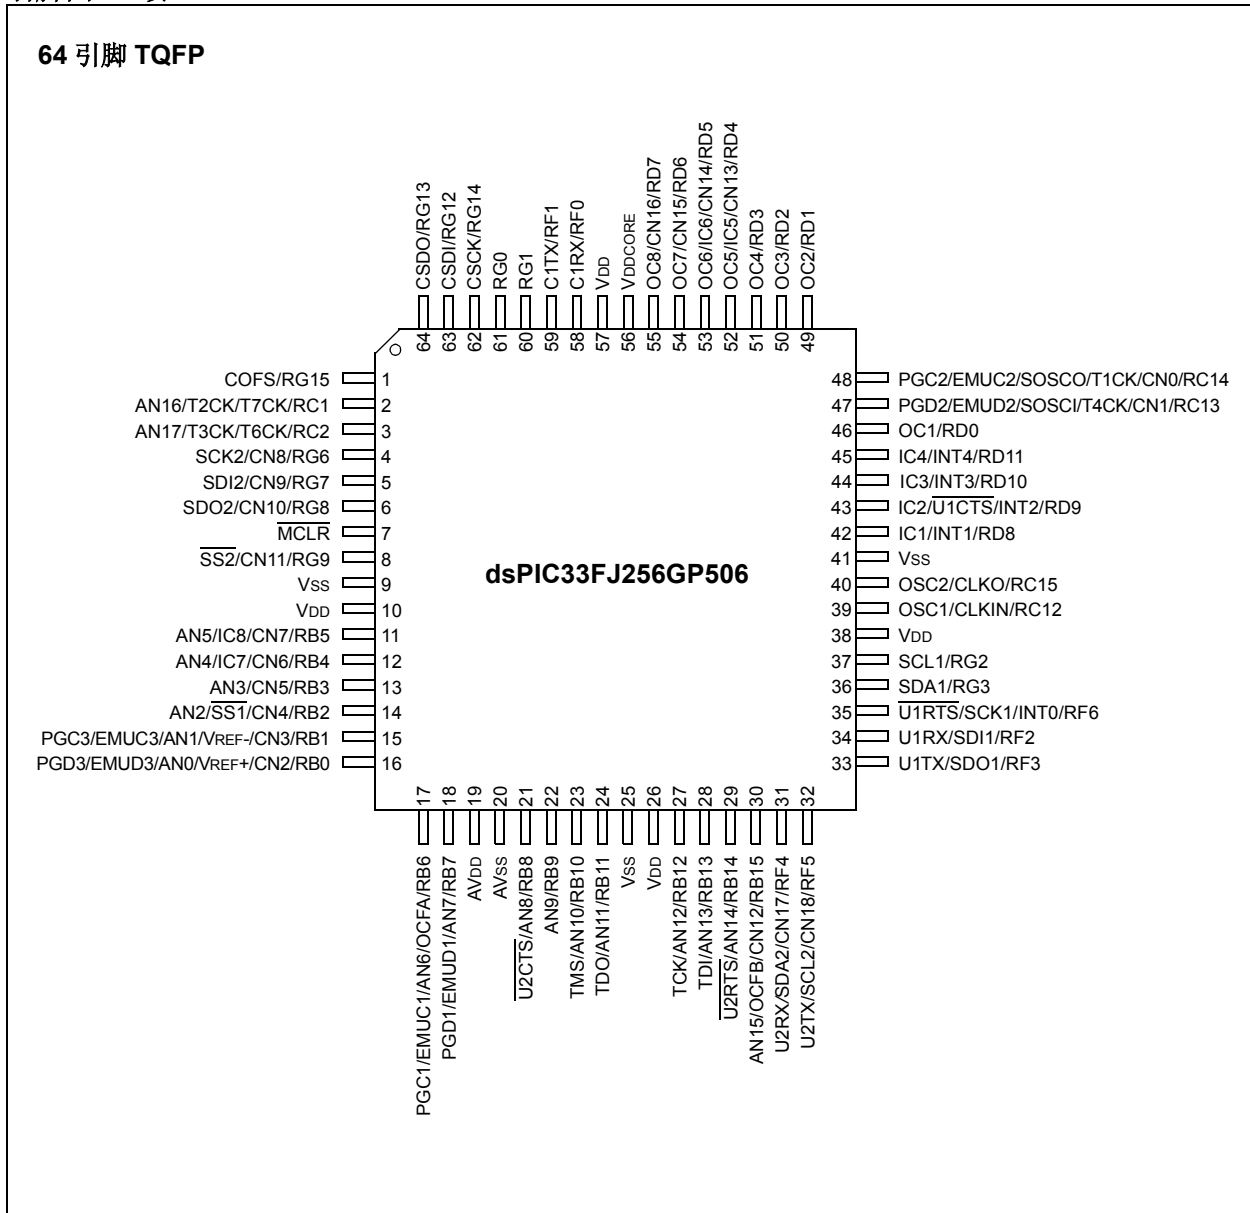 64 引脚 TQFP
CSDO/RG13
CSDI/RG12
CSCK/RG14
RG0
RG1
C1TX/RF1
C1RX/RF0
VDD
VDDCORE
OC8/CN16/RD7
OC7/CN15/RD6
OC6/IC6/CN14/RD5
OC5/IC5/CN13/RD4
OC4/RD3
OC3/RD2
OC2/RD1
64 63 62 61 60 59 58 57 56 55 54 53 52 51 50 49
COFS/RG15 1
AN16/T2CK/T7CK/RC1 2
AN17/T3CK/T6CK/RC2 3
SCK2/CN8/RG6 4
SDI2/CN9/RG7 5
SDO2/CN10/RG8 6
MCLR 7
SS2/CN11/RG9 8
VSS 9
VDD 10
AN5/IC8/CN7/RB5 11
AN4/IC7/CN6/RB4 12
AN3/CN5/RB3 13
AN2/SS1/CN4/RB2 14
PGC3/EMUC3/AN1/VREF-/CN3/RB1 15
PGD3/EMUD3/AN0/VREF+/CN2/RB0 16
dsPIC33FJ256GP506
48 PGC2/EMUC2/SOSCO/T1CK/CN0/RC14
47 PGD2/EMUD2/SOSCI/T4CK/CN1/RC13
46 OC1/RD0
45 IC4/INT4/RD11
44 IC3/INT3/RD10
43 IC2/U1CTS/INT2/RD9
42 IC1/INT1/RD8
41 VSS
40 OSC2/CLKO/RC15
39 OSC1/CLKIN/RC12
38 VDD
37 SCL1/RG2
36 SDA1/RG3
35 U1RTS/SCK1/INT0/RF6
34 U1RX/SDI1/RF2
33 U1TX/SDO1/RF3
17 18 19 20 21 22 23 24 25 26 27 28 29 30 31 32
PGC1/EMUC1/AN6/OCFA/RB6
PGD1/EMUD1/AN7/RB7
AVDD
AVSS
U2CTS/AN8/RB8
AN9/RB9
TMS/AN10/RB10
TDO/AN11/RB11
VSS
VDD
TCK/AN12/RB12
TDI/AN13/RB13
U2RTS/AN14/RB14
AN15/OCFB/CN12/RB15
U2RX/SDA2/CN17/RF4
U2TX/SCL2/CN18/RF5